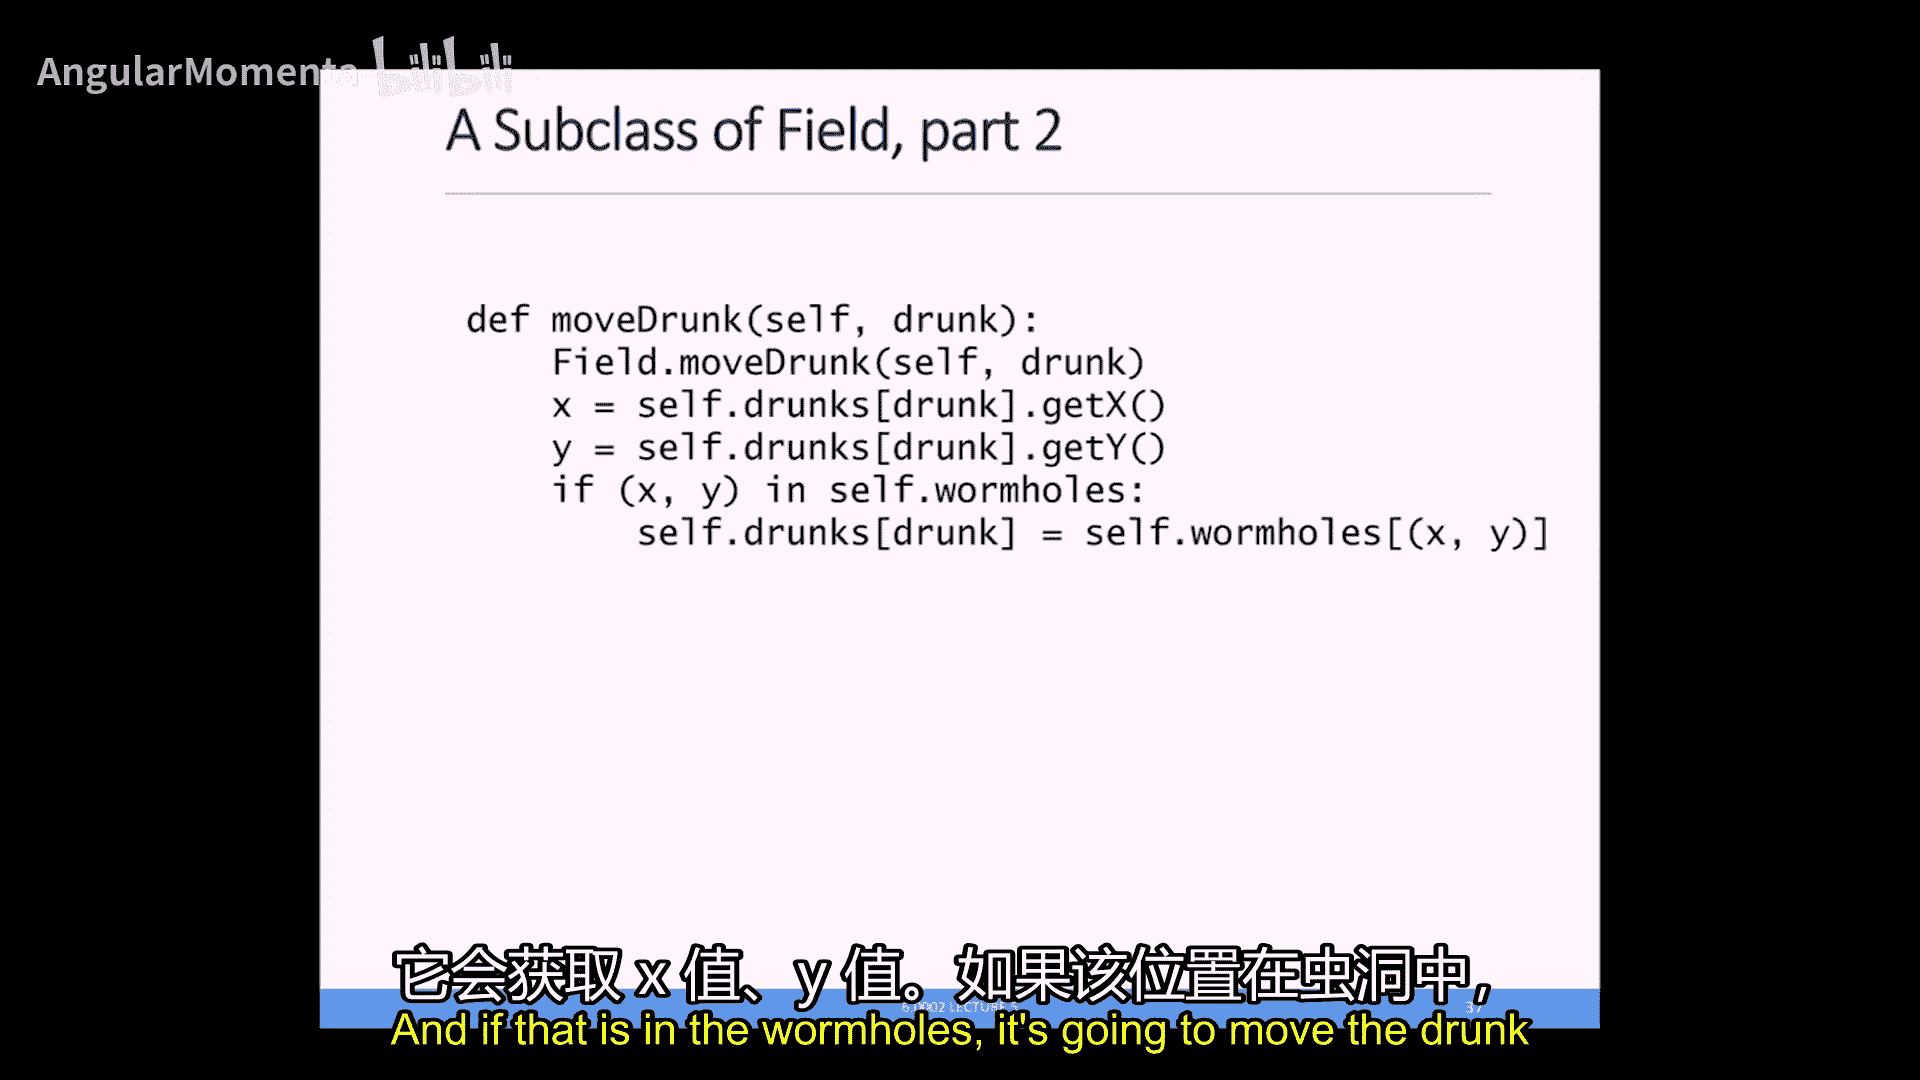 AngularMomenta bilibili
A Subclass of Field, part 2
def moveDrunk(self, drunk):
    Field.moveDrunk(self, drunk)
    x = self.drunks[drunk].getX()
    y = self.drunks[drunk].getY()
    if (x, y) in self.wormholes:
        self.drunks[drunk] = self.wormholes[(x, y)]
它会获取 x 值、y 值。如果该位置在虫洞中,
37
And if that is in the wormholes, it's going to move the drunk